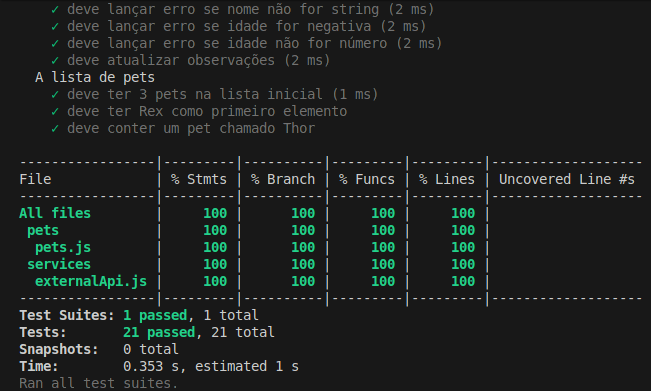 ✓ deve lançar erro se nome não for string (2 ms)
✓ deve lançar erro se idade for negativa (2 ms)
✓ deve lançar erro se idade não for número (2 ms)
✓ deve atualizar observações (2 ms)
A lista de pets
✓ deve ter 3 pets na lista inicial (1 ms)
✓ deve ter Rex como primeiro elemento
✓ deve conter um pet chamado Thor
-----------------|---------|----------|---------|---------|-------------------
File | % Stmts | % Branch | % Funcs | % Lines | Uncovered Line #s
-----------------|---------|----------|---------|---------|-------------------
All files | 100 | 100 | 100 | 100 |
pets | 100 | 100 | 100 | 100 |
pets.js | 100 | 100 | 100 | 100 |
services | 100 | 100 | 100 | 100 |
externalApi.js | 100 | 100 | 100 | 100 |
-----------------|---------|----------|---------|---------|-------------------
Test Suites: 1 passed, 1 total
Tests: 21 passed, 21 total
Snapshots: 0 total
Time: 0.353 s, estimated 1 s
Ran all test suites.